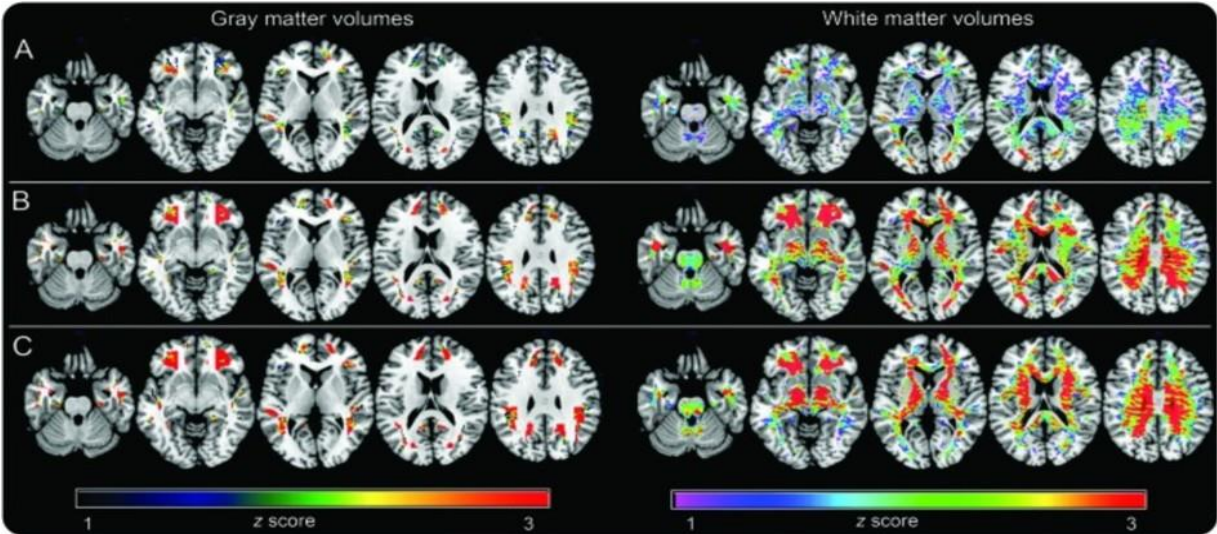 Gray matter volumes
White matter volumes
A
B
C
1 z score 3
1 z score 3